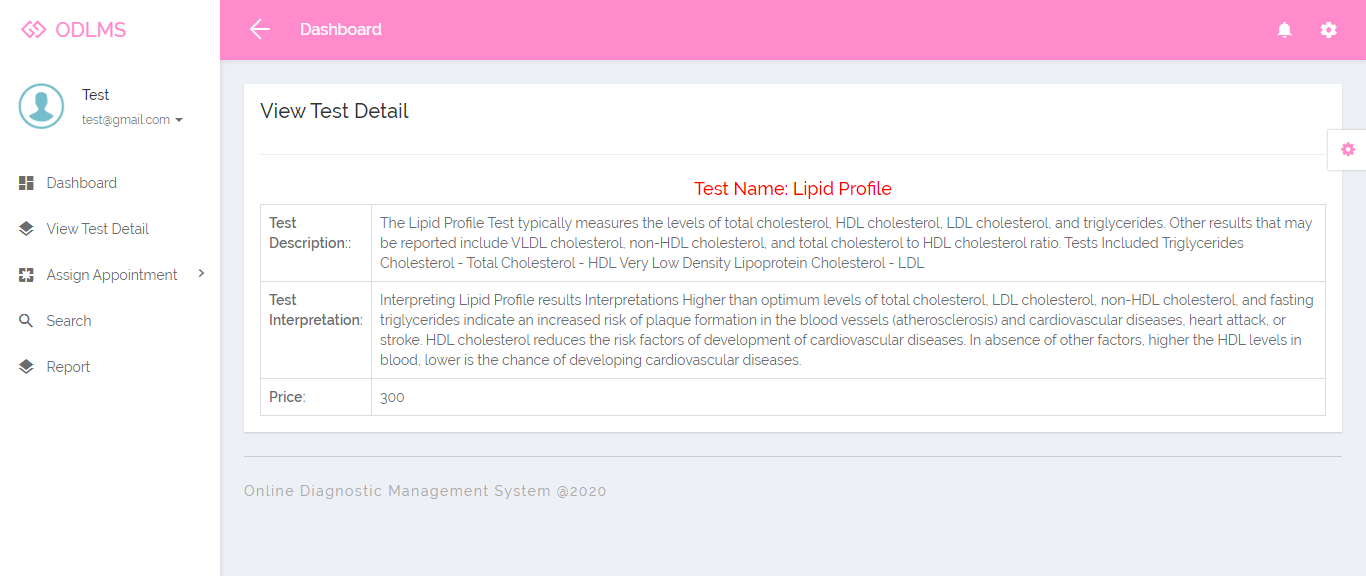 ODLMS
Dashboard
Test
test@gmail.com
Dashboard
View Test Detail
Assign Appointment
Search
Report
View Test Detail
Test Name: Lipid Profile
Test
Description::
The Lipid Profile Test typically measures the levels of total cholesterol, HDL cholesterol, LDL cholesterol, and triglycerides. Other results that may
be reported include VLDL cholesterol, non-HDL cholesterol, and total cholesterol to HDL cholesterol ratio. Tests Included Triglycerides
Cholesterol - Total Cholesterol - HDL Very Low Density Lipoprotein Cholesterol - LDL
Test
Interpretation:
Interpreting Lipid Profile results Interpretations Higher than optimum levels of total cholesterol, LDL cholesterol, non-HDL cholesterol, and fasting
triglycerides indicate an increased risk of plaque formation in the blood vessels (atherosclerosis) and cardiovascular diseases, heart attack, or
stroke. HDL cholesterol reduces the risk factors of development of cardiovascular diseases. In absence of other factors, higher the HDL levels in
blood, lower is the chance of developing cardiovascular diseases.
Price:
300
Online Diagnostic Management System @2020